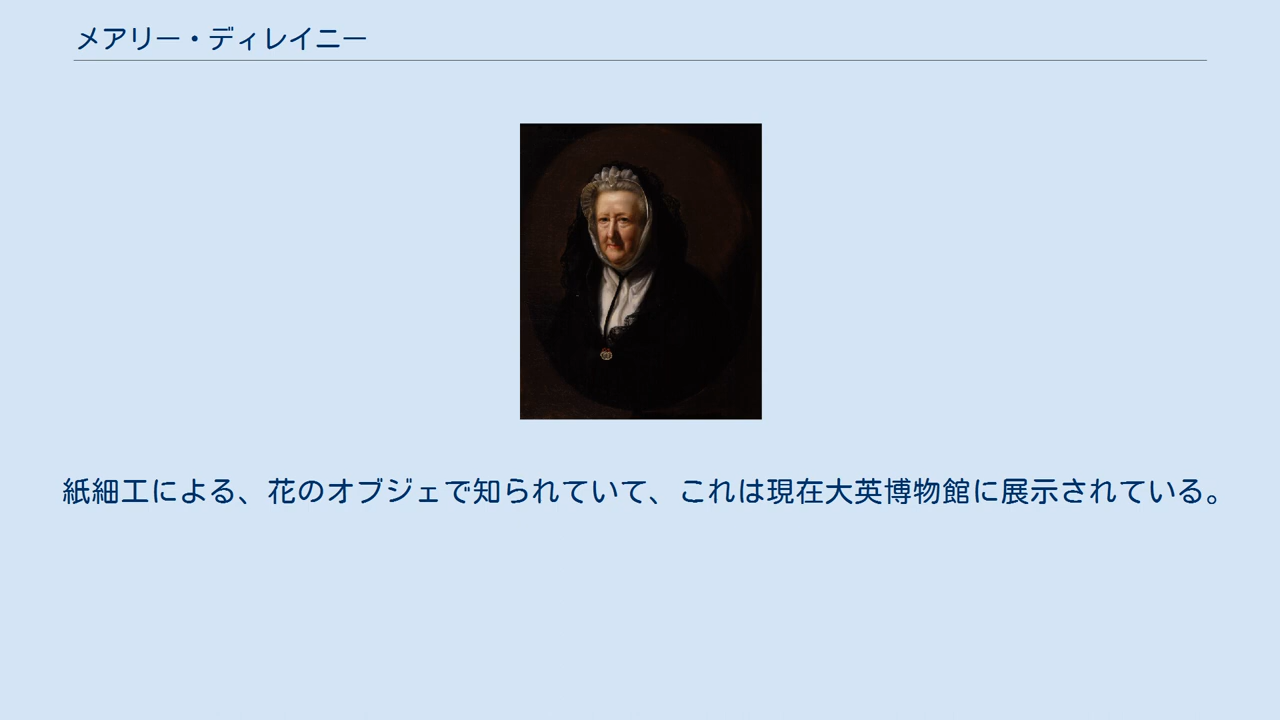 メアリー・ディレイニー
紙細工による、花のオブジェで知られていて、これは現在大英博物館に展示されている。